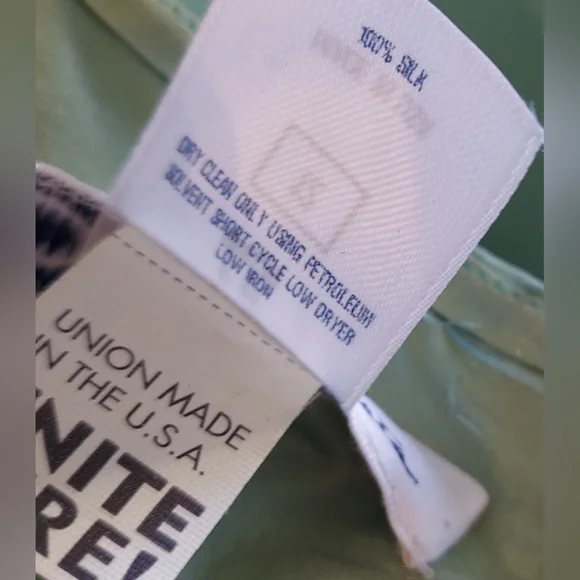 100% SILK
DRY CLEAN ONLY USING PETROLEUM
SOLVENT SHORT CYCLE LOW DRYER
LOW IRON
UNION MADE
IN THE U.S.A.
NITE
RE!